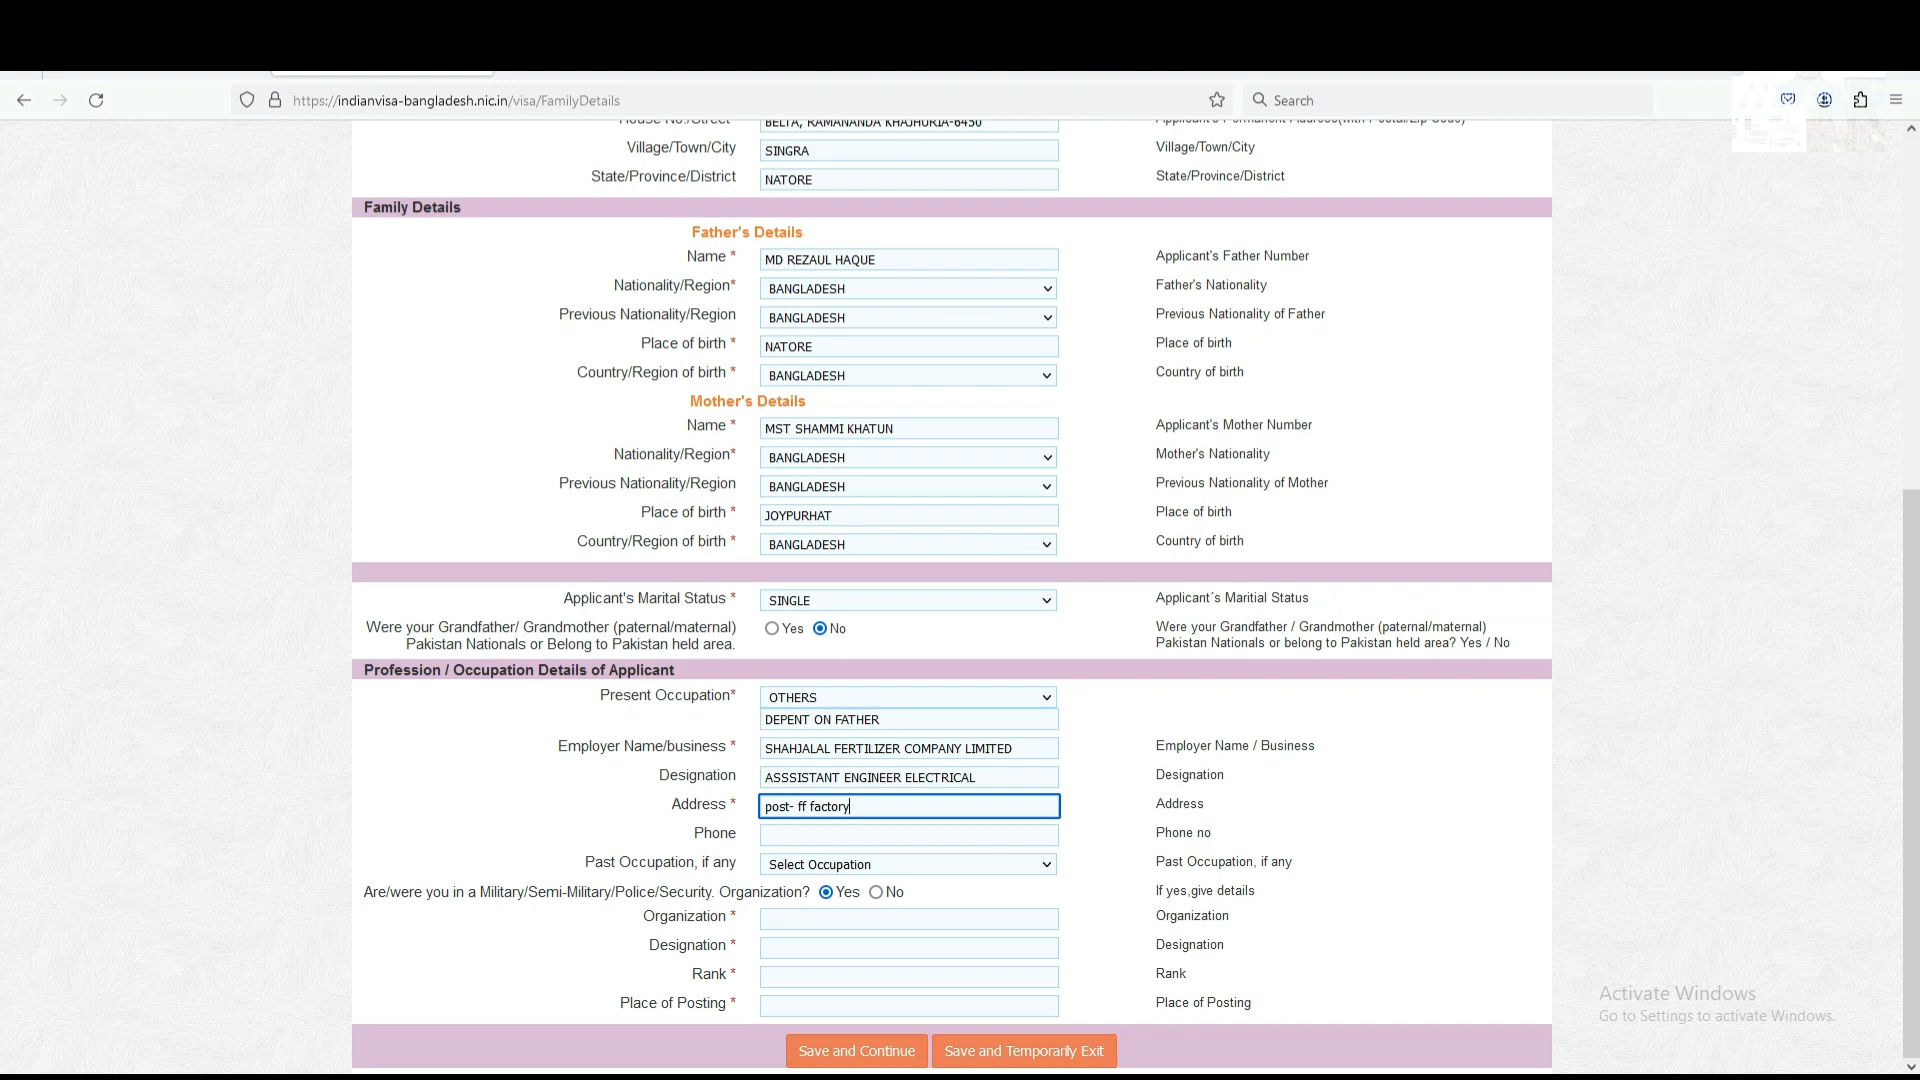 https://indianvisa-bangladesh.nic.in/visa/FamilyDetails
Search
House No./Street BELTA, RAMANANDA KHAJHURIA-6450 Applicant's Permanent Address(with Postal/Zip Code)
Village/Town/City SINGRA Village/Town/City
State/Province/District NATORE State/Province/District
Family Details
Father's Details
Name * MD REZAUL HAQUE Applicant's Father Number
Nationality/Region* BANGLADESH Father's Nationality
Previous Nationality/Region BANGLADESH Previous Nationality of Father
Place of birth * NATORE Place of birth
Country/Region of birth * BANGLADESH Country of birth
Mother's Details
Name * MST SHAMMI KHATUN Applicant's Mother Number
Nationality/Region* BANGLADESH Mother's Nationality
Previous Nationality/Region BANGLADESH Previous Nationality of Mother
Place of birth * JOYPURHAT Place of birth
Country/Region of birth * BANGLADESH Country of birth
Applicant's Marital Status * SINGLE Applicant´s Maritial Status
Were your Grandfather/ Grandmother (paternal/maternal) Yes No Were your Grandfather / Grandmother (paternal/maternal)
Pakistan Nationals or Belong to Pakistan held area. Pakistan Nationals or belong to Pakistan held area? Yes / No
Profession / Occupation Details of Applicant
Present Occupation* OTHERS
DEPENT ON FATHER
Employer Name/business * SHAHJALAL FERTILIZER COMPANY LIMITED Employer Name / Business
Designation ASSSISTANT ENGINEER ELECTRICAL Designation
Address * post- ff factory Address
Phone Phone no
Past Occupation, if any Select Occupation Past Occupation, if any
Are/were you in a Military/Semi-Military/Police/Security. Organization? Yes No If yes,give details
Organization * Organization
Designation * Designation
Rank * Rank
Place of Posting * Place of Posting
Activate Windows
Go to Settings to activate Windows.
Save and Continue Save and Temporarily Exit